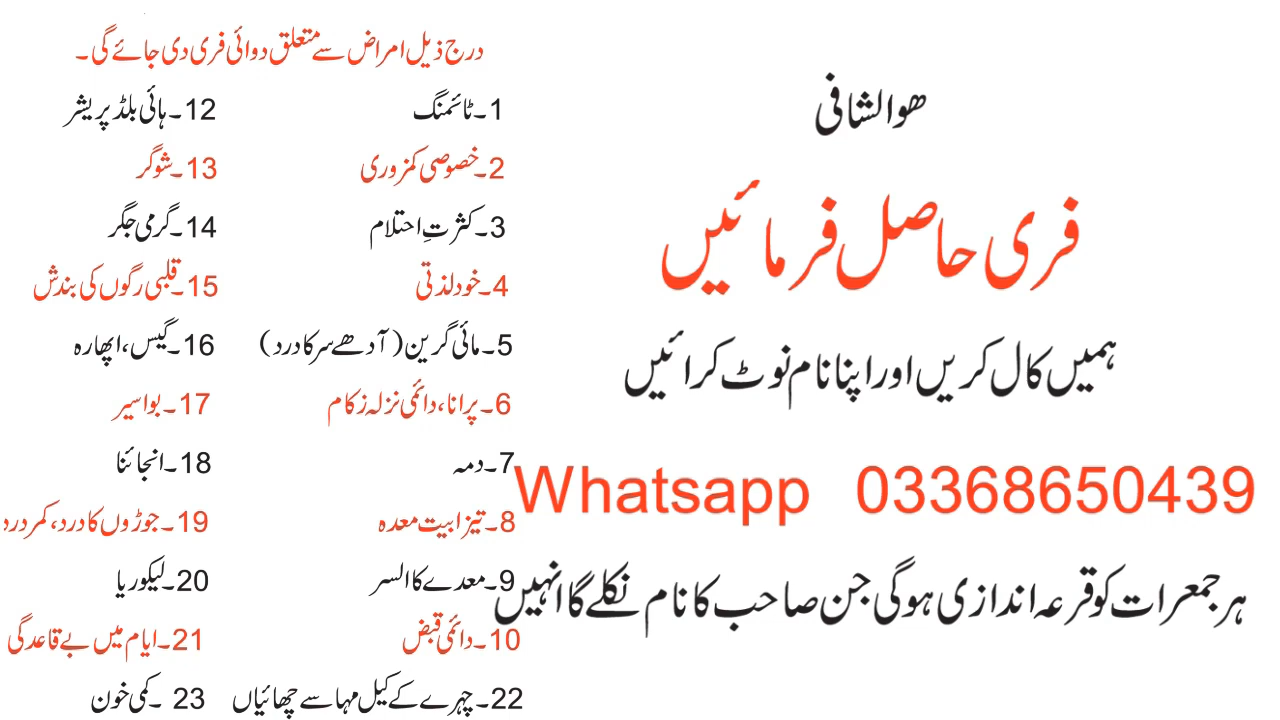 ھوالشافی
فری حاصل فرمائیں
ہمیں کال کریں اور اپنا نام نوٹ کرائیں
Whatsapp 03368650439
ہر جمعرات کو قرعہ اندازی ہوگی جن صاحب کا نام نکلے گا انہیں
درج ذیل امراض سے متعلق دوائی فری دی جائے گی۔
1۔ٹائمنگ
2۔خصوصی کمزوری
3۔کثرتِ احتلام
4۔خودلذتی
5۔مائی گرین (آدھے سر کا درد)
6۔پرانا، دائمی نزلہ زکام
7۔دمہ
8۔تیزابیت معدہ
9۔معدے کا السر
10۔دائمی قبض
22۔چہرے کے کیل مہاسے چھائیاں
12۔ہائی بلڈ پریشر
13۔شوگر
14۔گرمی جگر
15۔قلبی رگوں کی بندش
16۔گیس، اپھارہ
17۔بواسیر
18۔انجائنا
19۔جوڑوں کا درد، کمر درد
20۔لیکوریا
21۔ایام میں بے قاعدگی
23 ۔کمی خون